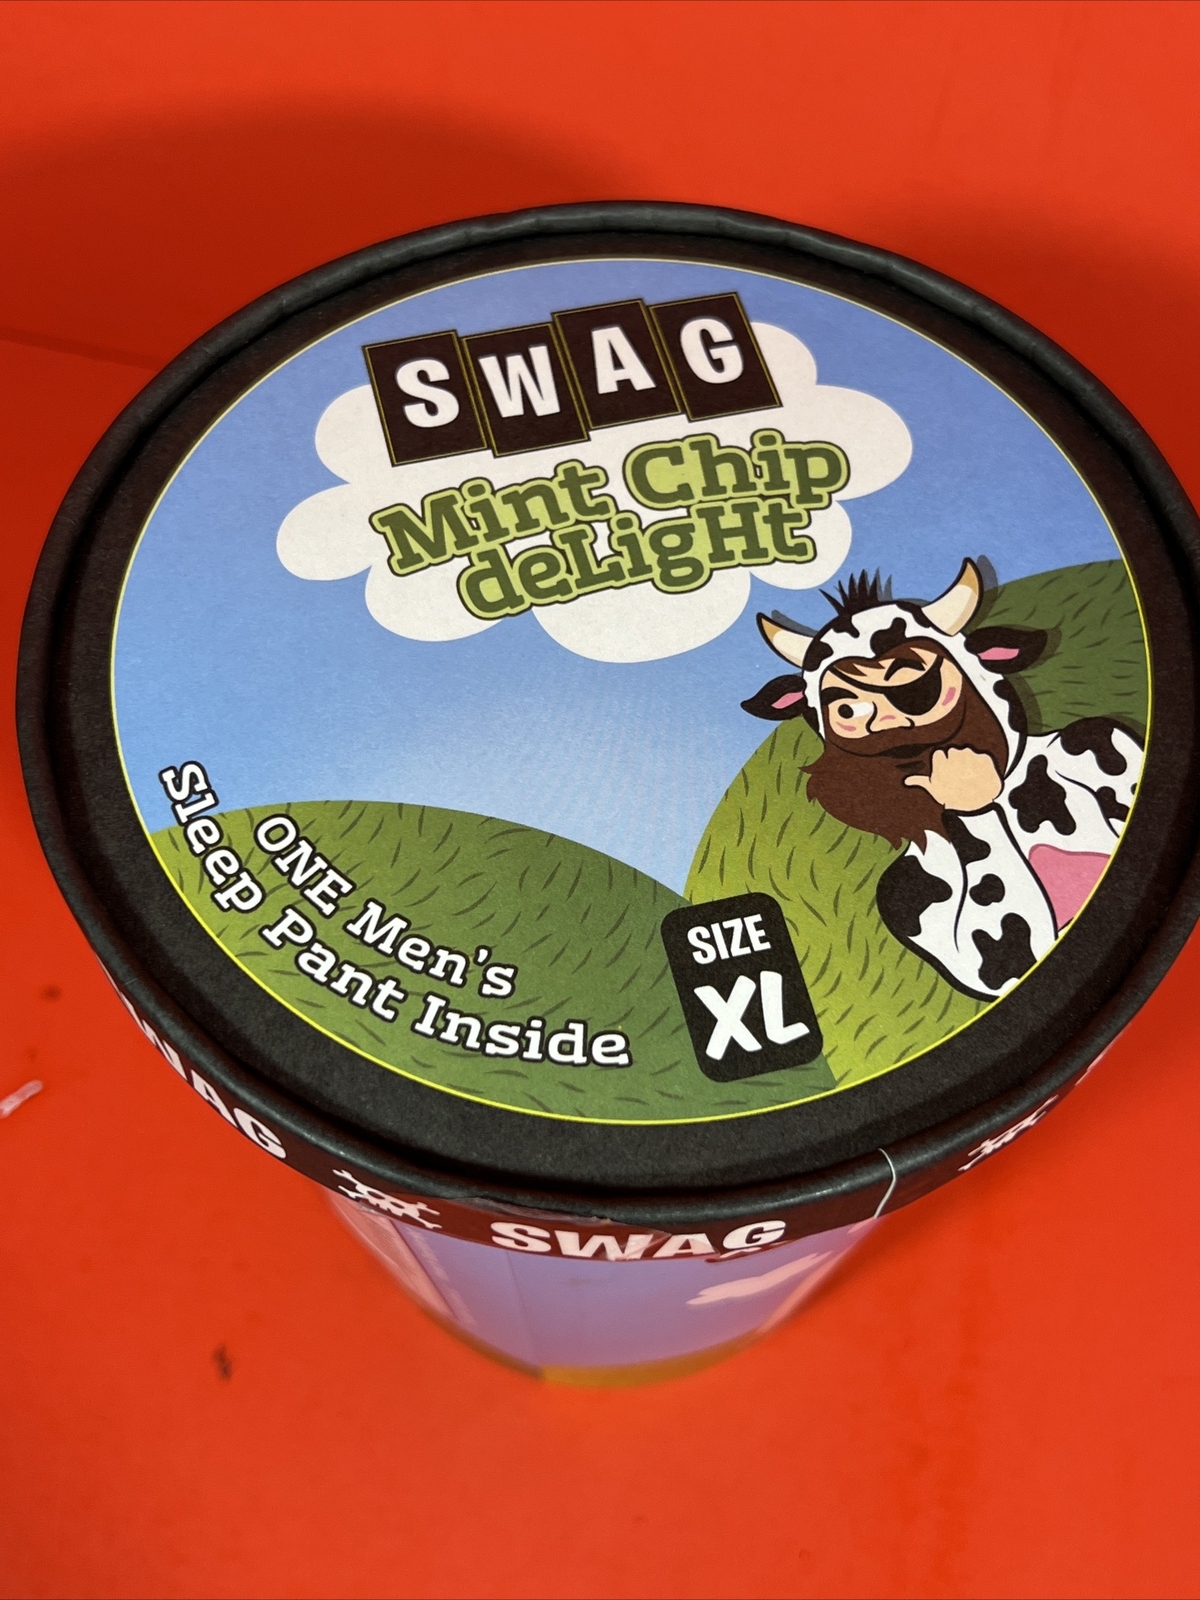 SWAG
Mint Chip
deLigHt
ONE Men's
Sleep Pant Inside
SIZE
XL
SWAG
SWAG